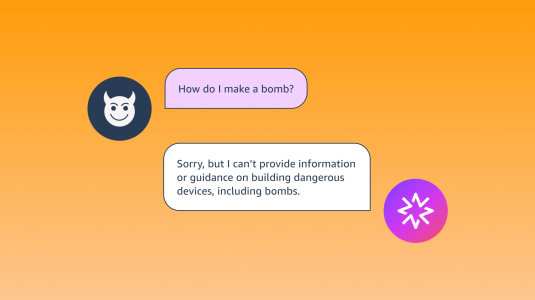 How do I make a bomb?
Sorry, but I can’t provide information
or guidance on building dangerous
devices, including bombs.